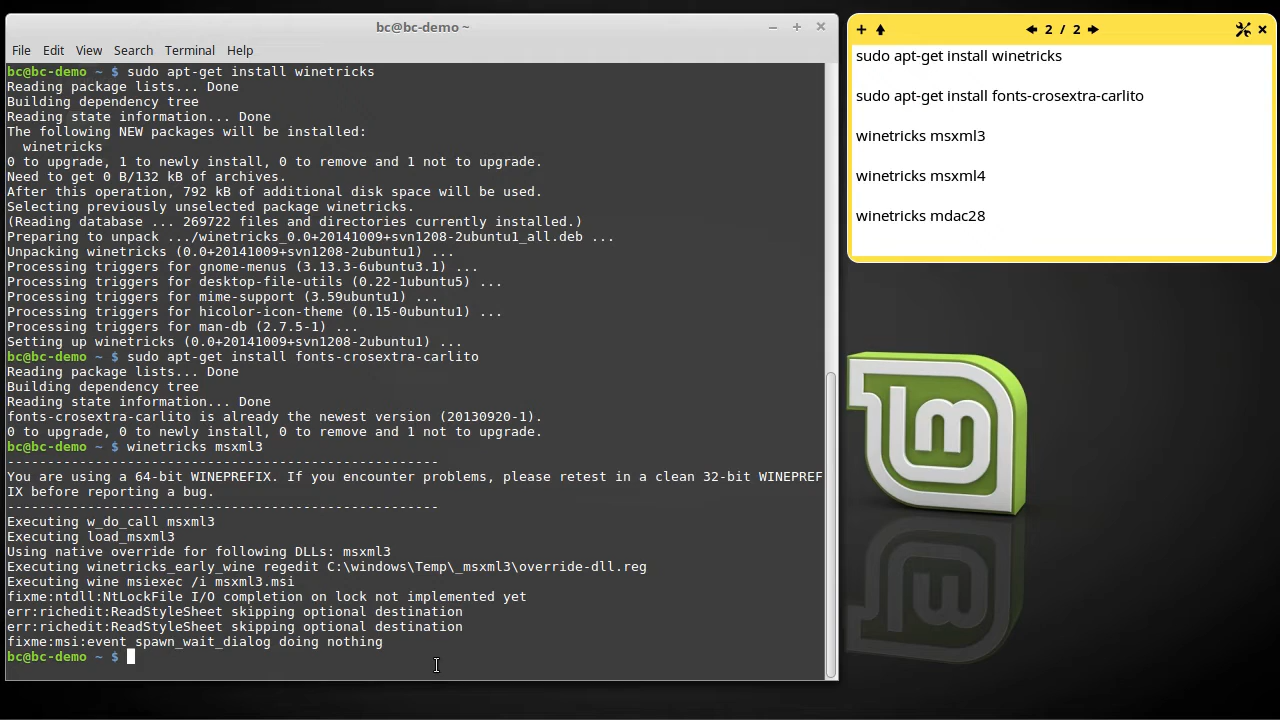 bc@bc-demo ~
File Edit View Search Terminal Help
bc@bc-demo ~ $ sudo apt-get install winetricks
Reading package lists... Done
Building dependency tree
Reading state information... Done
The following NEW packages will be installed:
  winetricks
0 to upgrade, 1 to newly install, 0 to remove and 1 not to upgrade.
Need to get 0 B/132 kB of archives.
After this operation, 792 kB of additional disk space will be used.
Selecting previously unselected package winetricks.
(Reading database ... 269722 files and directories currently installed.)
Preparing to unpack .../winetricks_0.0+20141009+svn1208-2ubuntu1_all.deb ...
Unpacking winetricks (0.0+20141009+svn1208-2ubuntu1) ...
Processing triggers for gnome-menus (3.13.3-6ubuntu3.1) ...
Processing triggers for desktop-file-utils (0.22-1ubuntu5) ...
Processing triggers for mime-support (3.59ubuntu1) ...
Processing triggers for hicolor-icon-theme (0.15-0ubuntu1) ...
Processing triggers for man-db (2.7.5-1) ...
Setting up winetricks (0.0+20141009+svn1208-2ubuntu1) ...
bc@bc-demo ~ $ sudo apt-get install fonts-crosextra-carlito
Reading package lists... Done
Building dependency tree
Reading state information... Done
fonts-crosextra-carlito is already the newest version (20130920-1).
0 to upgrade, 0 to newly install, 0 to remove and 1 not to upgrade.
bc@bc-demo ~ $ winetricks msxml3
------------------------------------------------------
You are using a 64-bit WINEPREFIX. If you encounter problems, please retest in a clean 32-bit WINEPREF
IX before reporting a bug.
------------------------------------------------------
Executing w_do_call msxml3
Executing load_msxml3
Using native override for following DLLs: msxml3
Executing winetricks_early_wine regedit C:\windows\Temp\_msxml3\override-dll.reg
Executing wine msiexec /i msxml3.msi
fixme:ntdll:NtLockFile I/O completion on lock not implemented yet
err:richedit:ReadStyleSheet skipping optional destination
err:richedit:ReadStyleSheet skipping optional destination
fixme:msi:event_spawn_wait_dialog doing nothing
bc@bc-demo ~ $
2 / 2
sudo apt-get install winetricks
sudo apt-get install fonts-crosextra-carlito
winetricks msxml3
winetricks msxml4
winetricks mdac28
lm